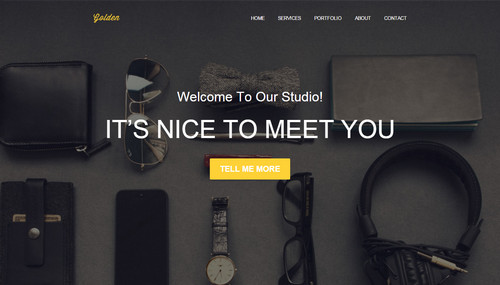 Golden
HOME SERVICES PORTFOLIO ABOUT CONTACT
Welcome To Our Studio!
IT'S NICE TO MEET YOU
TELL ME MORE